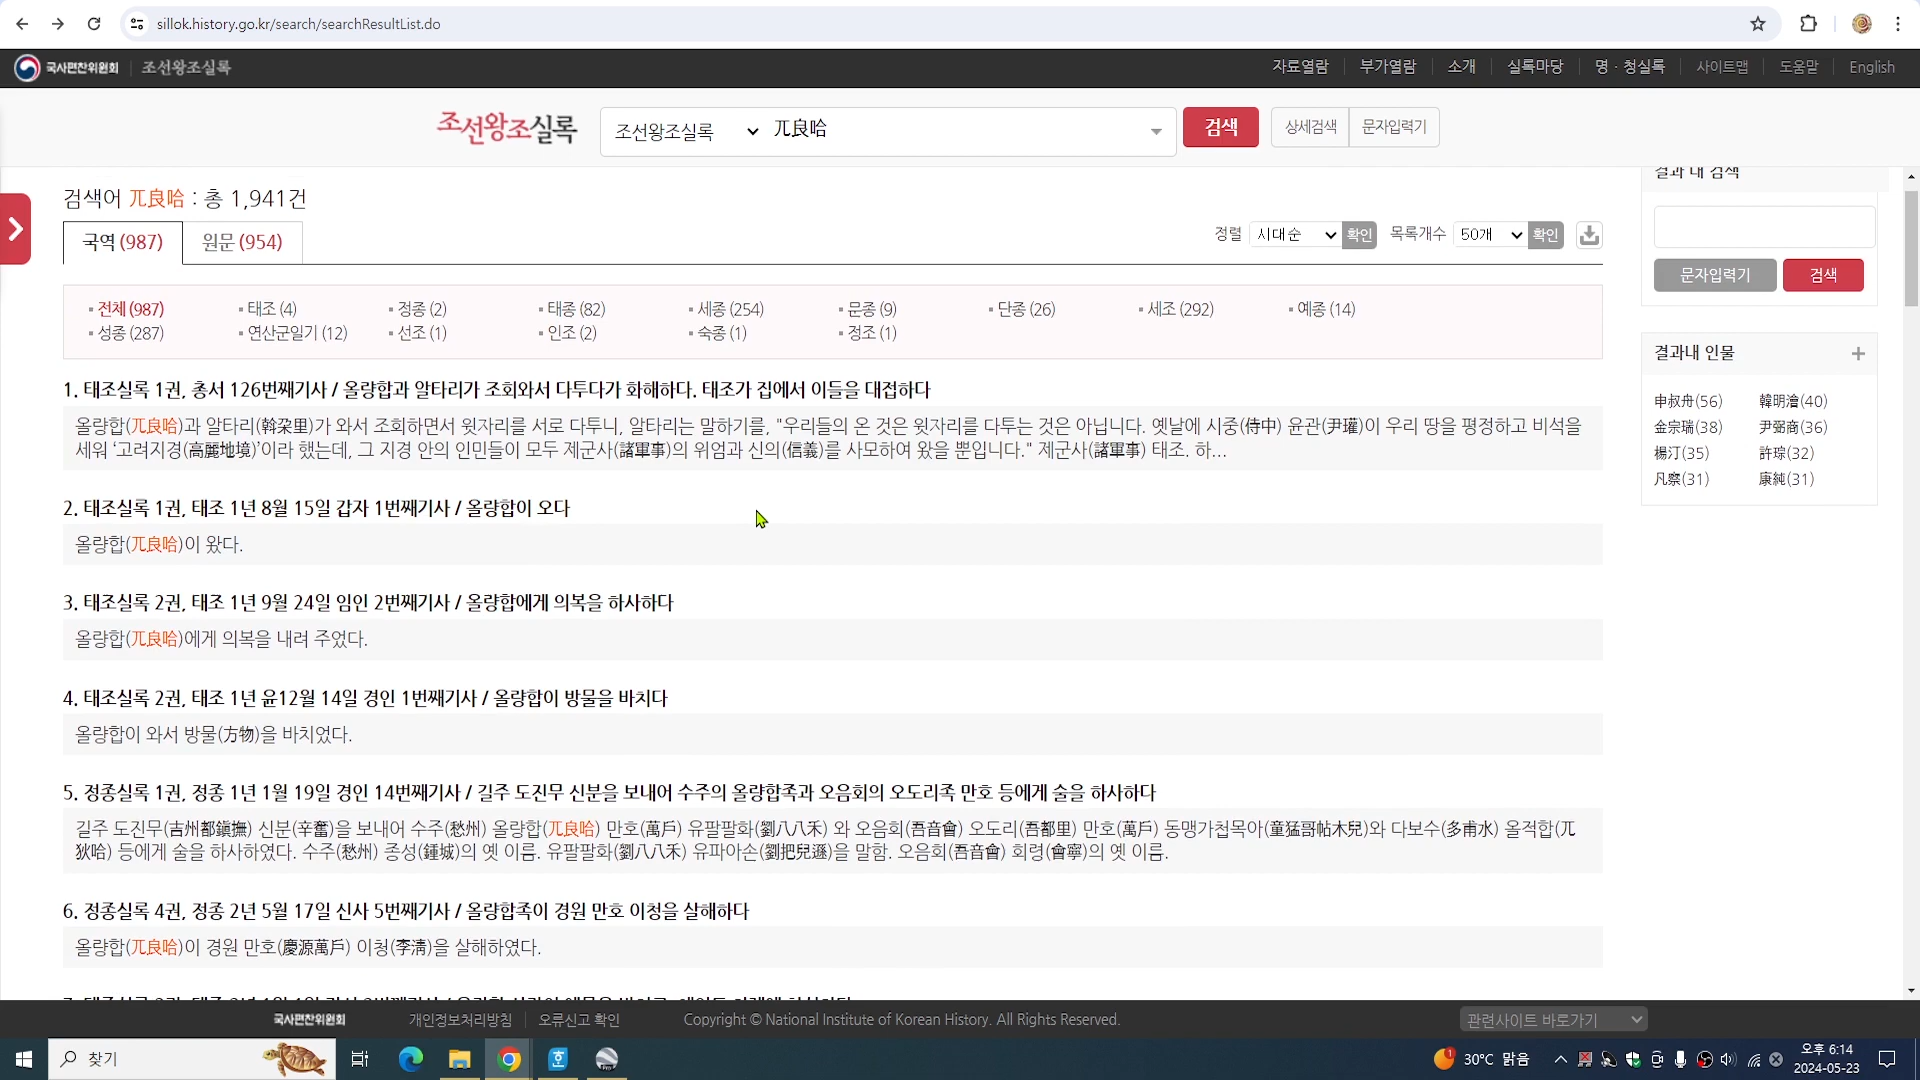 sillok.history.go.kr/search/searchResultList.do
국사편찬위원회 조선왕조실록 자료열람 부가열람 소개 실록마당 명·청실록 사이트맵 도움말 English
조선왕조실록 조선왕조실록 兀良哈 검색 상세검색 문자입력기
검색어 兀良哈 : 총 1,941건
국역 (987) 원문 (954) 정렬 시대순 확인 목록개수 50개 확인
전체 (987) 태조 (4) 정종 (2) 태종 (82) 세종 (254) 문종 (9) 단종 (26) 세조 (292) 예종 (14)
성종 (287) 연산군일기 (12) 선조 (1) 인조 (2) 숙종 (1) 정조 (1)
1. 태조실록 1권, 총서 126번째기사 / 올량합과 알타리가 조회와서 다투다가 화해하다. 태조가 집에서 이들을 대접하다
올량합(兀良哈)과 알타리(斡朶里)가 와서 조회하면서 윗자리를 서로 다투니, 알타리는 말하기를, "우리들의 온 것은 윗자리를 다투는 것은 아닙니다. 옛날에 시중(侍中) 윤관(尹瓘)이 우리 땅을 평정하고 비석을
세워 ‘고려지경(高麗地境)’이라 했는데, 그 지경 안의 인민들이 모두 제군사(諸軍事)의 위엄과 신의(信義)를 사모하여 왔을 뿐입니다." 제군사(諸軍事) 태조. 하...
2. 태조실록 1권, 태조 1년 8월 15일 갑자 1번째기사 / 올량합이 오다
올량합(兀良哈)이 왔다.
3. 태조실록 2권, 태조 1년 9월 24일 임인 2번째기사 / 올량합에게 의복을 하사하다
올량합(兀良哈)에게 의복을 내려 주었다.
4. 태조실록 2권, 태조 1년 윤12월 14일 경인 1번째기사 / 올량합이 방물을 바치다
올량합이 와서 방물(方物)을 바치었다.
5. 정종실록 1권, 정종 1년 1월 19일 경인 14번째기사 / 길주 도진무 신분을 보내어 수주의 올량합족과 오음회의 오도리족 만호 등에게 술을 하사하다
길주 도진무(吉州都鎭撫) 신분(辛奮)을 보내어 수주(愁州) 올량합(兀良哈) 만호(萬戶) 유팔팔화(劉八八禾) 와 오음회(吾音會) 오도리(吾都里) 만호(萬戶) 동맹가첩목아(童猛哥帖木兒)와 다보수(多甫水) 올적합(兀
狄哈) 등에게 술을 하사하였다. 수주(愁州) 종성(鍾城)의 옛 이름. 유팔팔화(劉八八禾) 유파아손(劉把兒遜)을 말함. 오음회(吾音會) 회령(會寧)의 옛 이름.
6. 정종실록 4권, 정종 2년 5월 17일 신사 5번째기사 / 올량합족이 경원 만호 이청을 살해하다
올량합(兀良哈)이 경원 만호(慶源萬戶) 이청(李淸)을 살해하였다.
결과 내 검색
문자입력기 검색
결과내 인물 +
申叔舟(56) 韓明澮(40)
金宗瑞(38) 尹弼商(36)
楊汀(35) 許琮(32)
凡察(31) 康純(31)
국사편찬위원회 개인정보처리방침 오류신고 확인 Copyright © National Institute of Korean History. All Rights Reserved. 관련사이트 바로가기
찾기 1 30°C 맑음 오후 6:14
2024-05-23